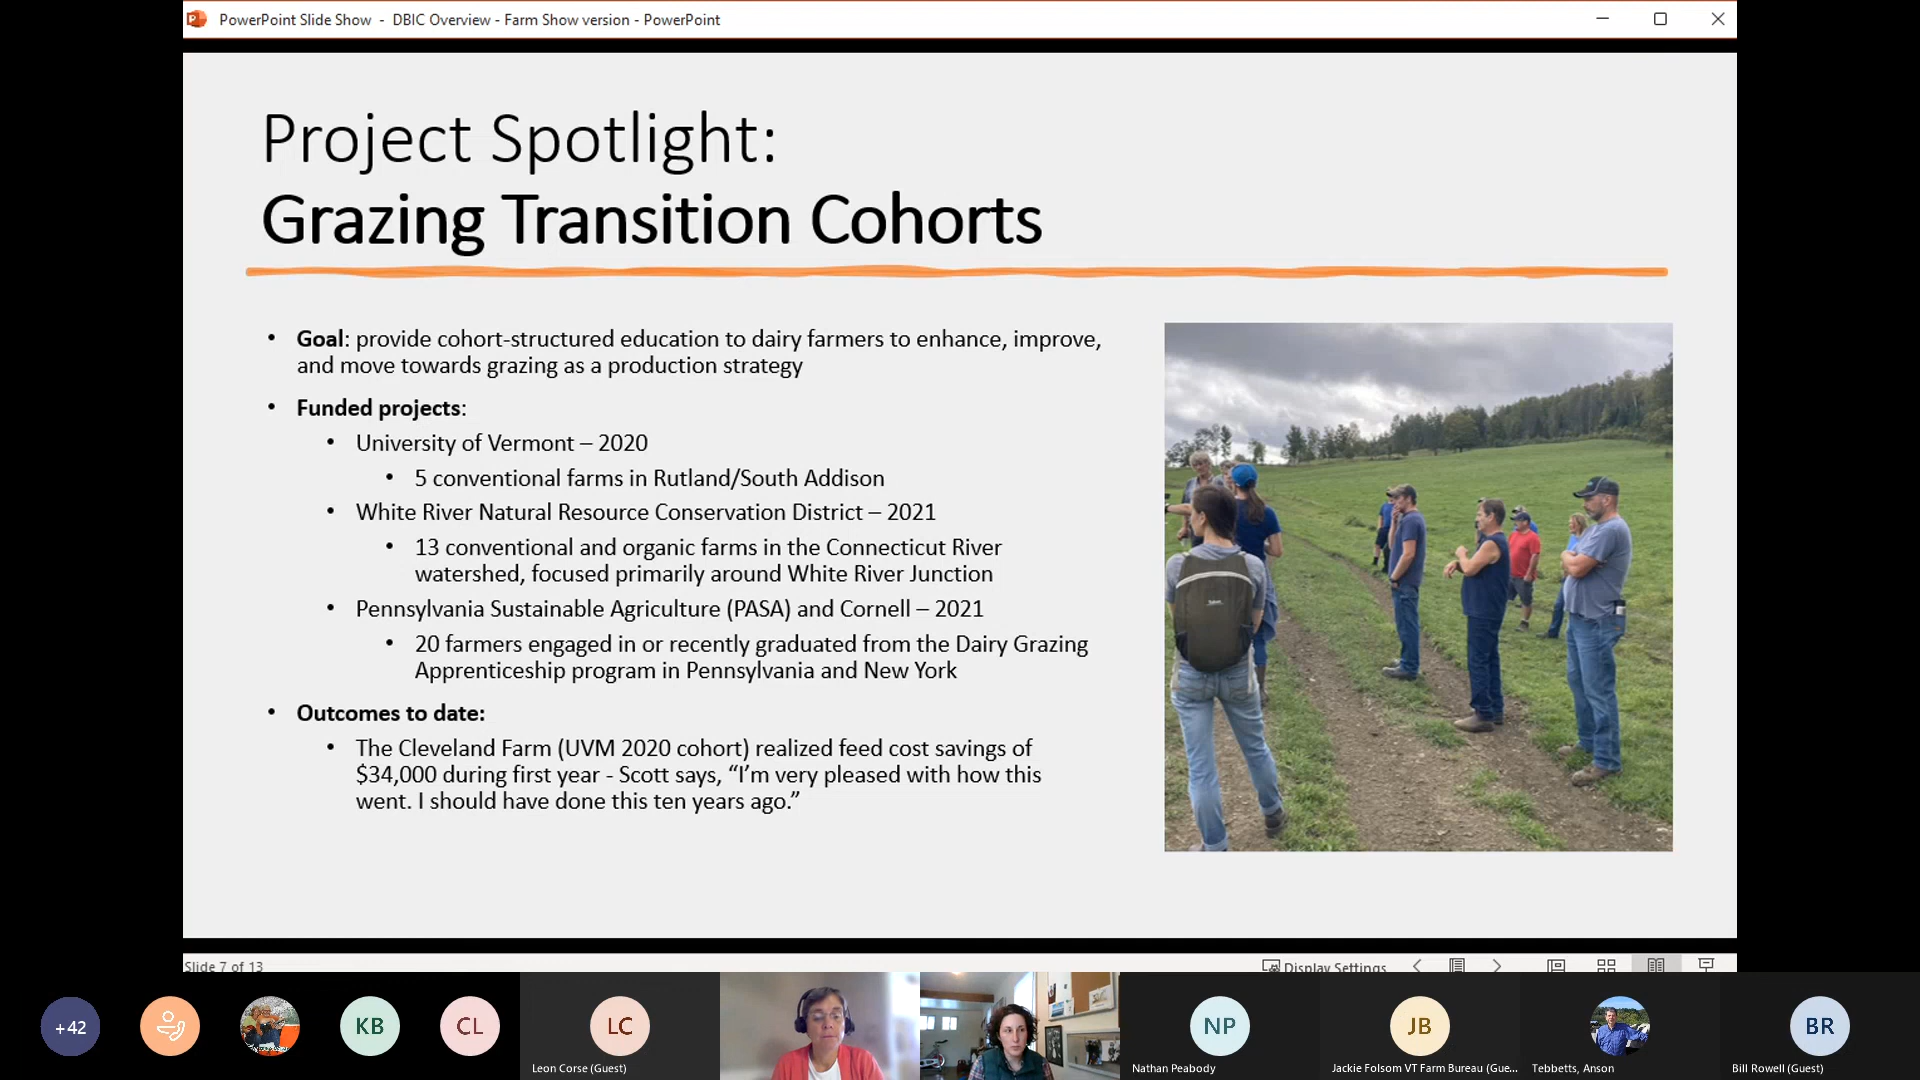 PowerPoint Slide Show - DBIC Overview - Farm Show version - PowerPoint
Project Spotlight:
Grazing Transition Cohorts
• Goal: provide cohort-structured education to dairy farmers to enhance, improve,
and move towards grazing as a production strategy
• Funded projects:
• University of Vermont – 2020
• 5 conventional farms in Rutland/South Addison
• White River Natural Resource Conservation District – 2021
• 13 conventional and organic farms in the Connecticut River
watershed, focused primarily around White River Junction
• Pennsylvania Sustainable Agriculture (PASA) and Cornell – 2021
• 20 farmers engaged in or recently graduated from the Dairy Grazing
Apprenticeship program in Pennsylvania and New York
• Outcomes to date:
• The Cleveland Farm (UVM 2020 cohort) realized feed cost savings of
$34,000 during first year - Scott says, “I’m very pleased with how this
went. I should have done this ten years ago.”
Slide 7 of 13
Display Settings
+42
KB
CL
LC
NP
JB
BR
Leon Corse (Guest)
Nathan Peabody
Jackie Folsom VT Farm Bureau (Gue...
Tebbetts, Anson
Bill Rowell (Guest)